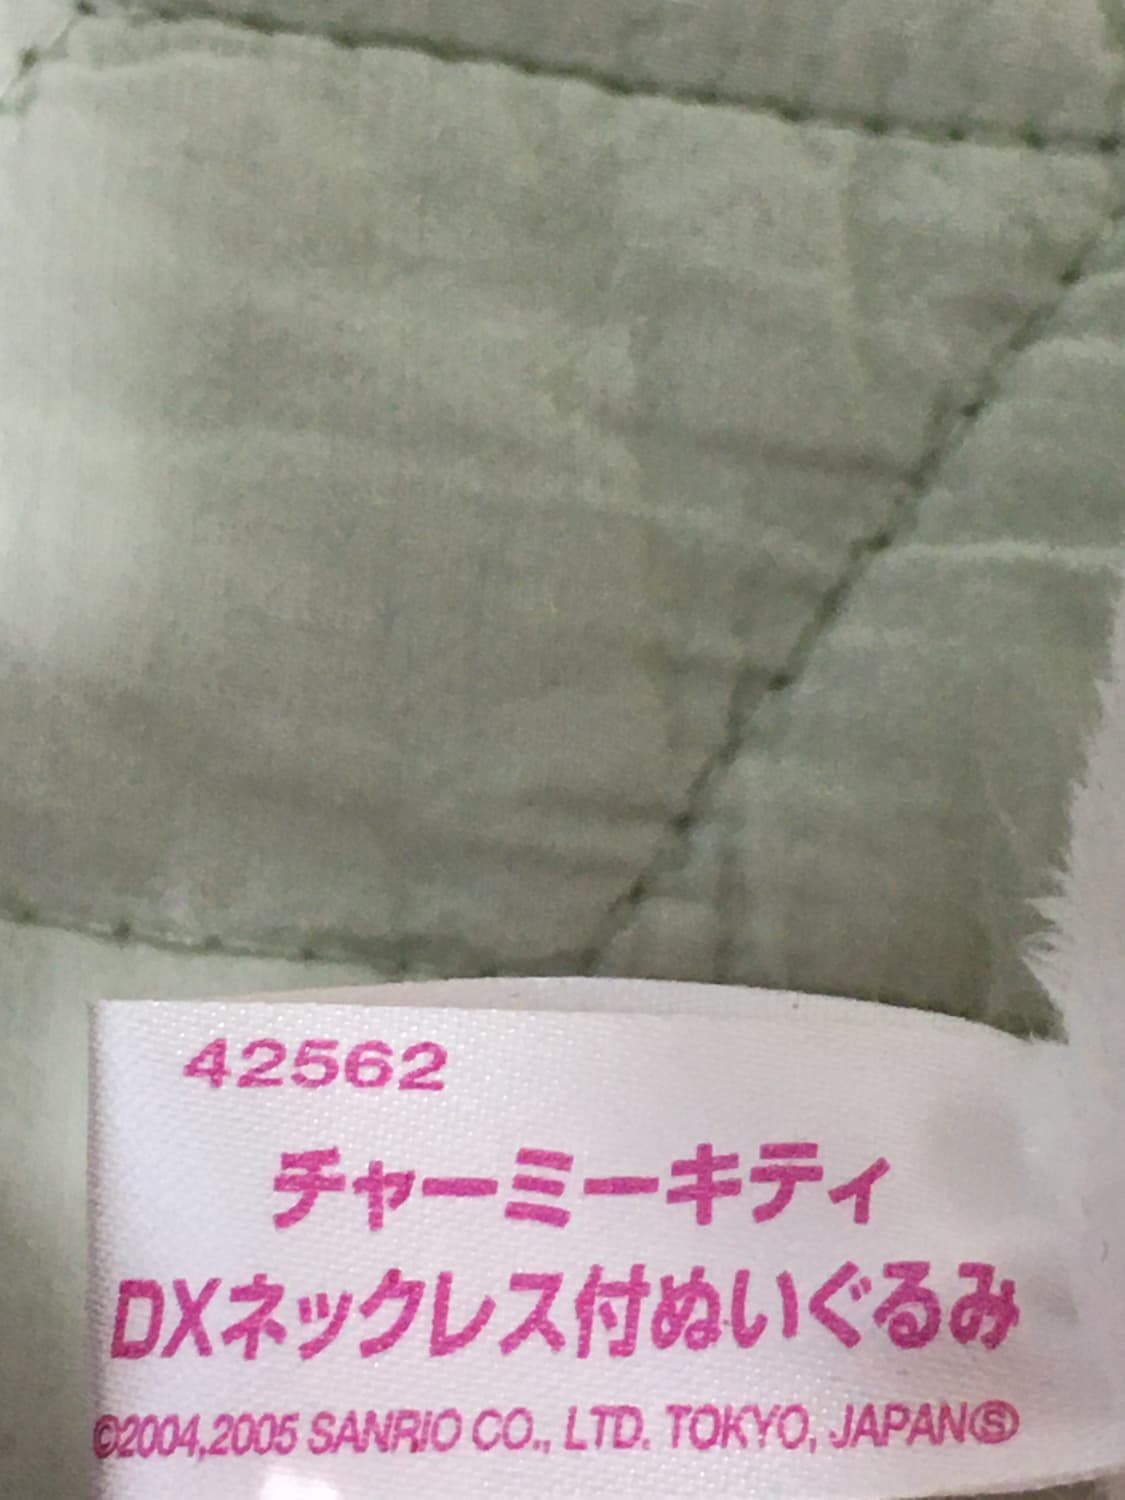 42562
チャーミーキティ
DXネックレス付ぬいぐるみ
©2004,2005 SANRIO CO., LTD. TOKYO, JAPANⓈ